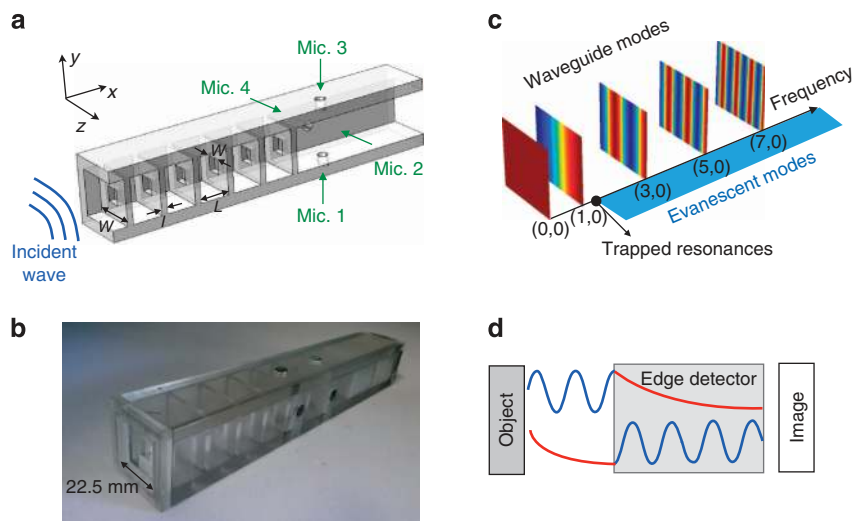 a
y
x
z
Mic. 3
Mic. 4
Mic. 2
Mic. 1
w
W
l
L
Incident
wave
b
22.5 mm
c
Waveguide modes
Frequency
(0,0)
(1,0)
(3,0)
(5,0)
(7,0)
Evanescent modes
Trapped resonances
d
Object
Edge detector
Image